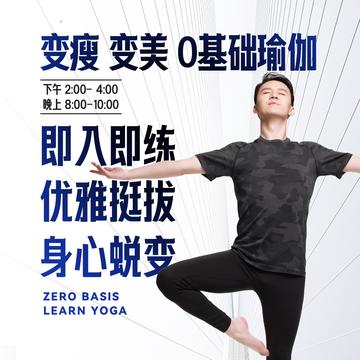 变瘦 变美 0基础瑜伽
下午 2:00- 4:00
晚上 8:00-10:00
即入即练
优雅挺拔
身心蜕变
ZERO BASIS
LEARN YOGA